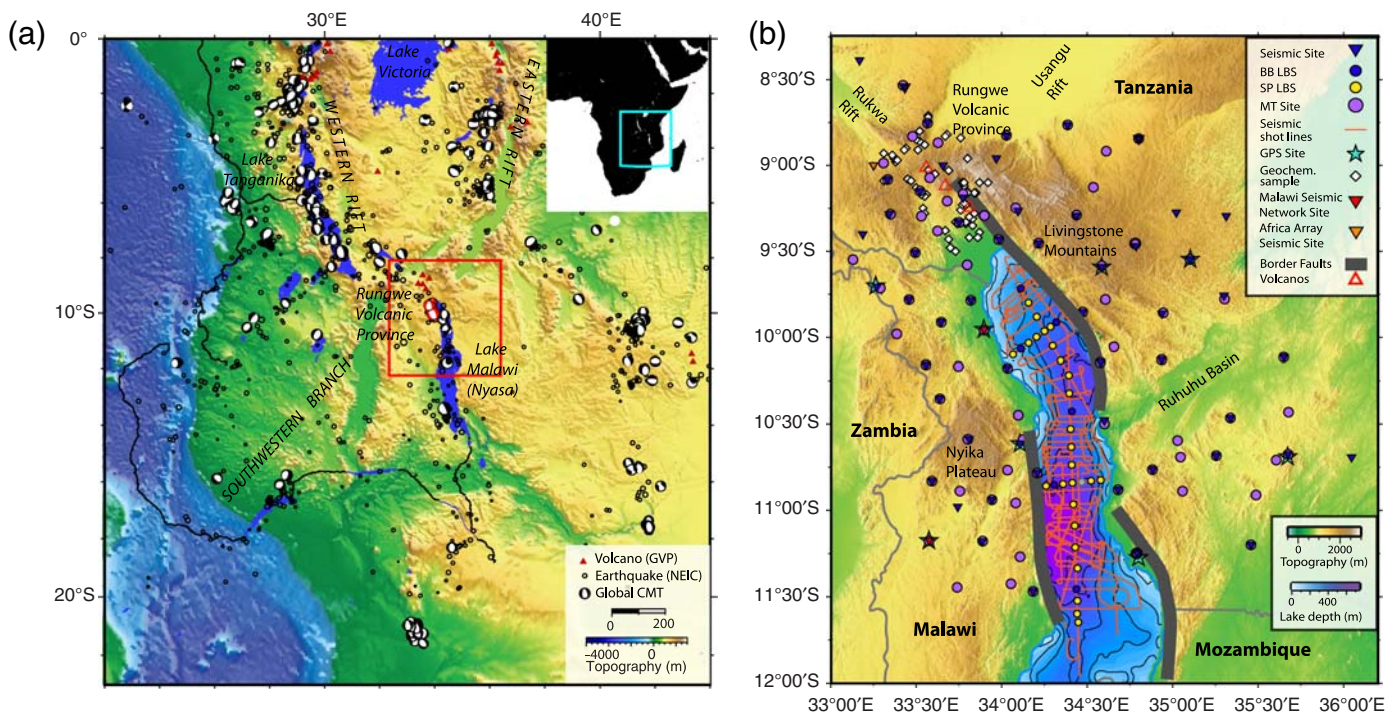 (a)
30°E
40°E
0°
10°S
20°S
Lake
Victoria
EASTERN RIFT
WESTERN RIFT
Lake
Tanganika
Rungwe
Volcanic
Province
Lake
Malawi
(Nyasa)
SOUTHWESTERN BRANCH
Volcano (GVP)
Earthquake (NEIC)
Global CMT
0 200
−4000 0
Topography (m)
(b)
8°30'S
9°00'S
9°30'S
10°00'S
10°30'S
11°00'S
11°30'S
12°00'S
33°00'E 33°30'E 34°00'E 34°30'E 35°00'E 35°30'E 36°00'E
Rukwa
Rift
Rungwe
Volcanic
Province
Usangu
Rift
Tanzania
Livingstone
Mountains
Ruhuhu Basin
Zambia
Nyika
Plateau
Malawi
Mozambique
Seismic Site
BB LBS
SP LBS
MT Site
Seismic
shot lines
GPS Site
Geochem.
sample
Malawi Seismic
Network Site
Africa Array
Seismic Site
Border Faults
Volcanos
0 2000
Topography (m)
0 400
Lake depth (m)